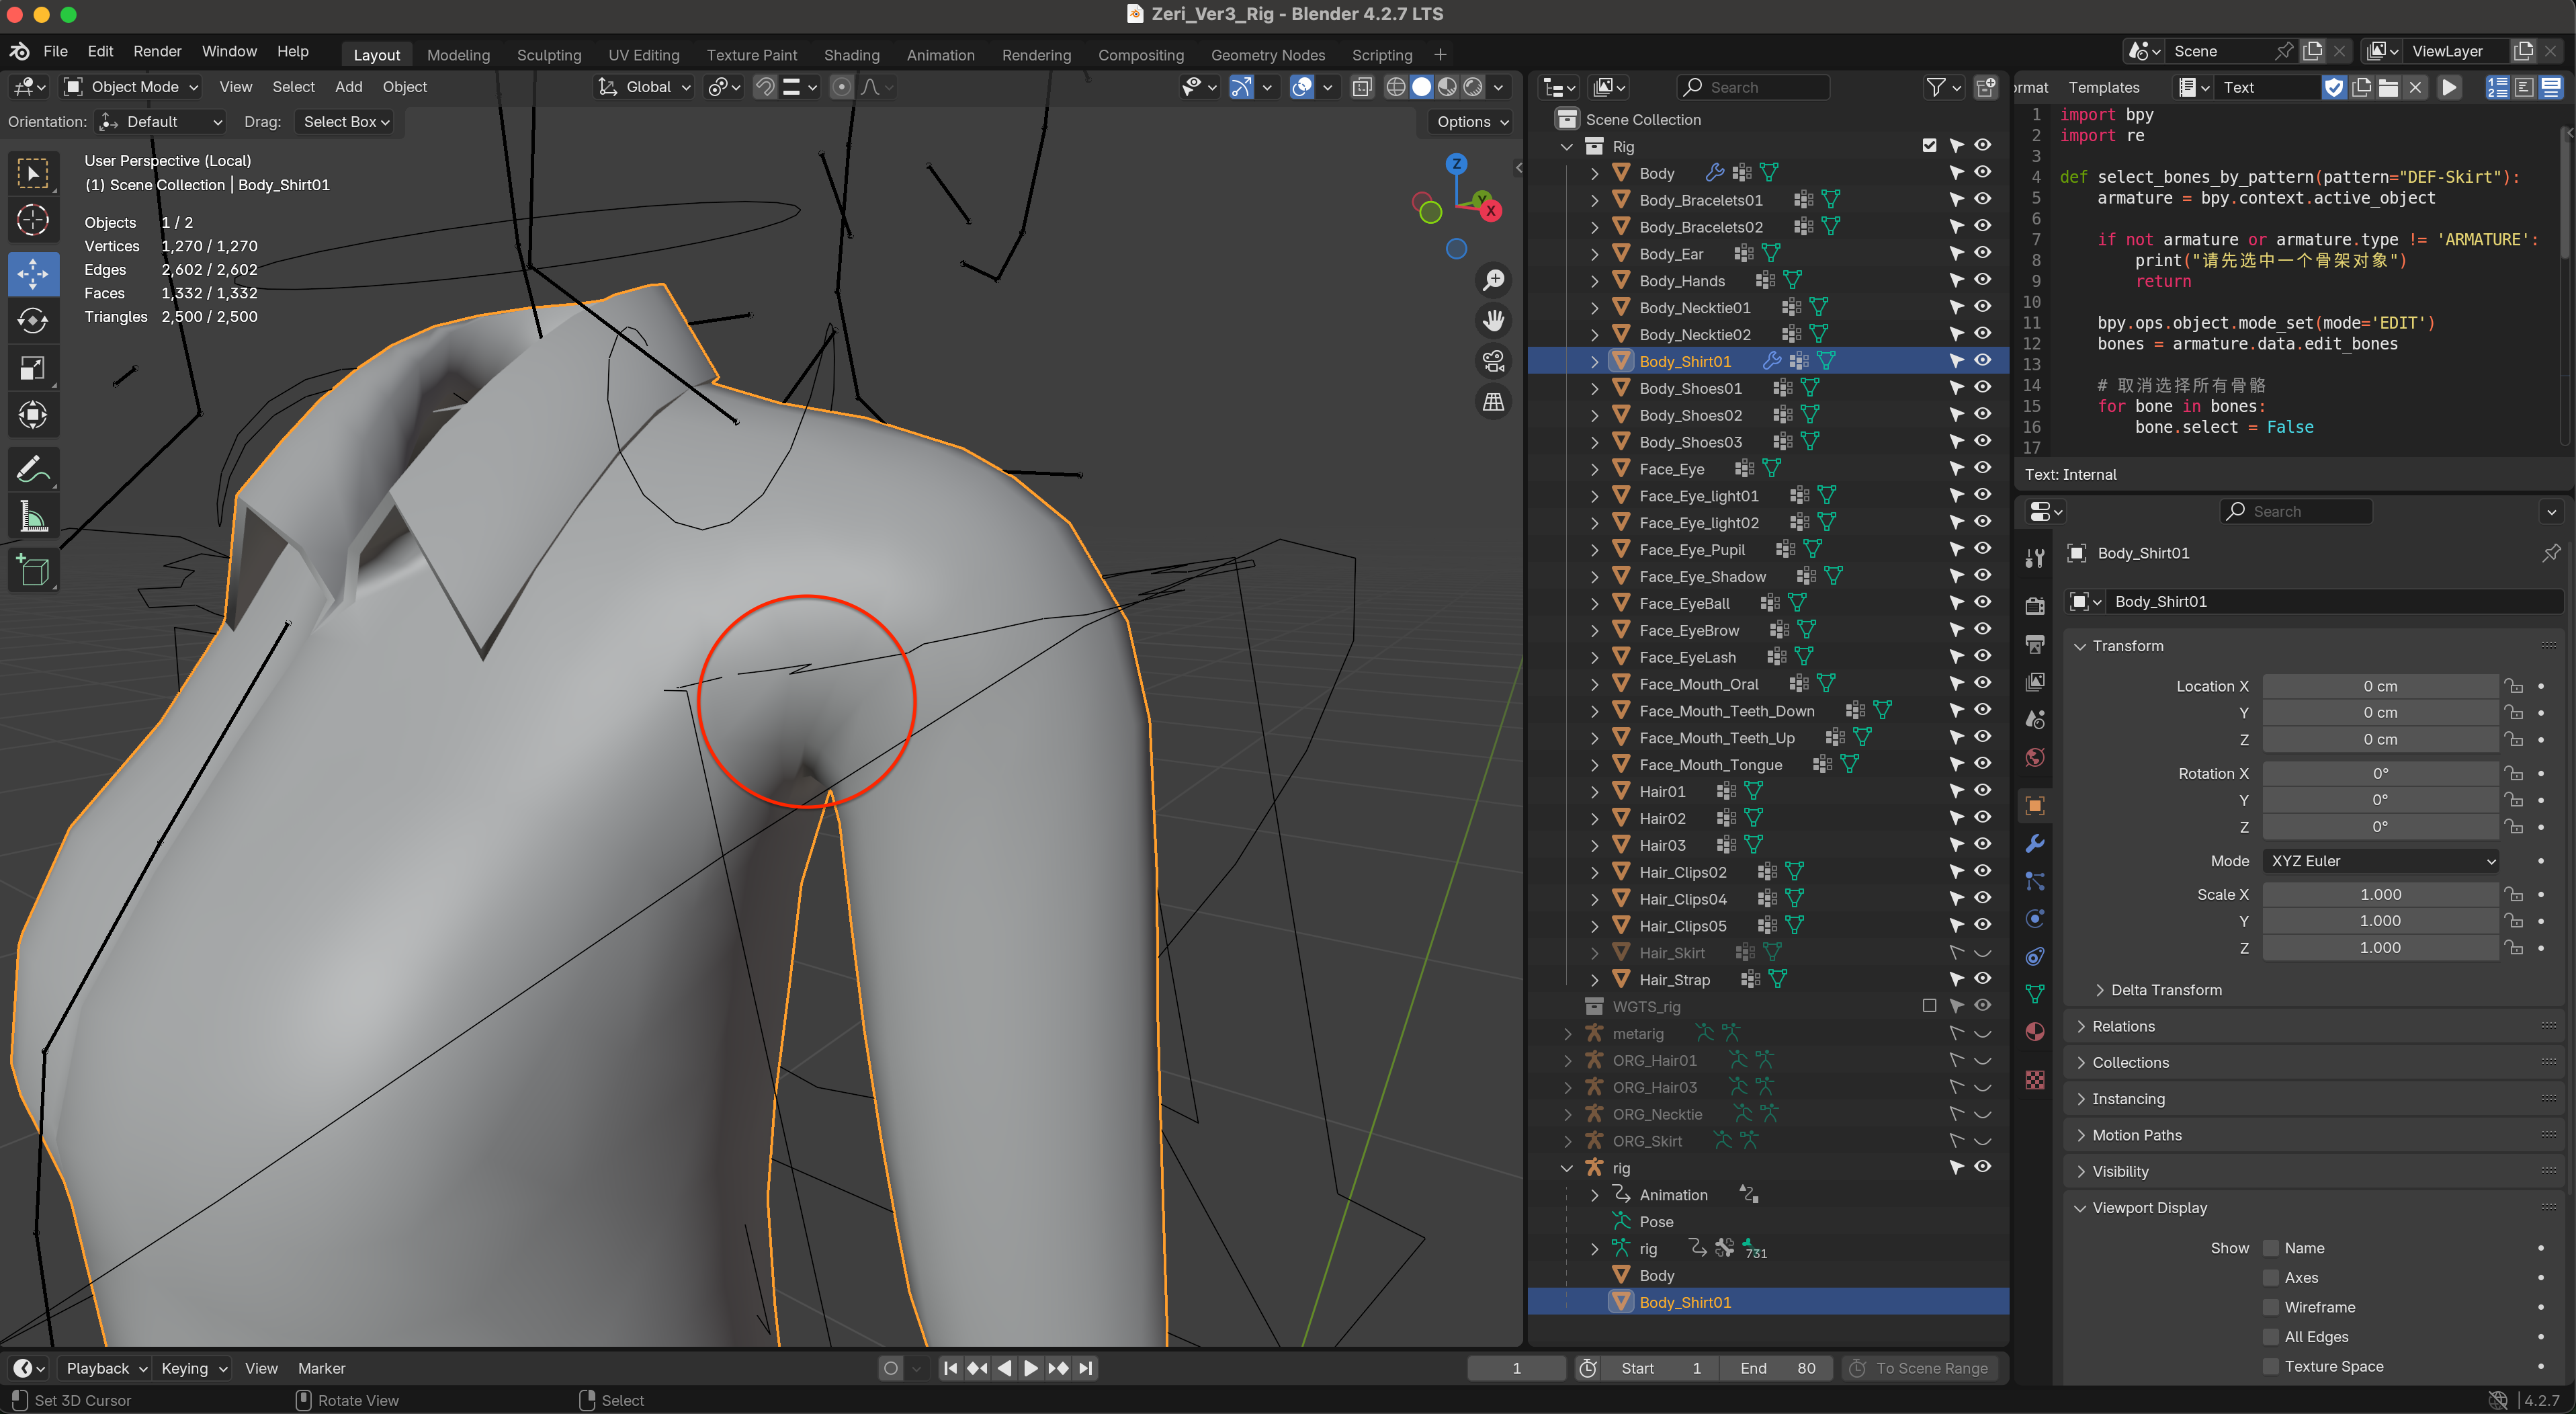 Zeri_Ver3_Rig - Blender 4.2.7 LTS
File Edit Render Window Help
Layout Modeling Sculpting UV Editing Texture Paint Shading Animation Rendering Compositing Geometry Nodes Scripting +
Scene
ViewLayer
Object Mode View Select Add Object
Global
Orientation: Default Drag: Select Box
Options
User Perspective (Local)
(1) Scene Collection | Body_Shirt01
Objects 1 / 2
Vertices 1,270 / 1,270
Edges 2,602 / 2,602
Faces 1,332 / 1,332
Triangles 2,500 / 2,500
Z
Y
X
Search
Scene Collection
Rig
Body
Body_Bracelets01
Body_Bracelets02
Body_Ear
Body_Hands
Body_Necktie01
Body_Necktie02
Body_Shirt01
Body_Shoes01
Body_Shoes02
Body_Shoes03
Face_Eye
Face_Eye_light01
Face_Eye_light02
Face_Eye_Pupil
Face_Eye_Shadow
Face_EyeBall
Face_EyeBrow
Face_EyeLash
Face_Mouth_Oral
Face_Mouth_Teeth_Down
Face_Mouth_Teeth_Up
Face_Mouth_Tongue
Hair01
Hair02
Hair03
Hair_Clips02
Hair_Clips04
Hair_Clips05
Hair_Skirt
Hair_Strap
WGTS_rig
metarig
ORG_Hair01
ORG_Hair03
ORG_Necktie
ORG_Skirt
rig
Animation
Pose
rig 731
Body
Body_Shirt01
rmat Templates Text
1 import bpy
2 import re
3
4 def select_bones_by_pattern(pattern="DEF-Skirt"):
5 armature = bpy.context.active_object
6
7 if not armature or armature.type != 'ARMATURE':
8 print("请先选中一个骨架对象")
9 return
10
11 bpy.ops.object.mode_set(mode='EDIT')
12 bones = armature.data.edit_bones
13
14 # 取消选择所有骨骼
15 for bone in bones:
16 bone.select = False
17
Text: Internal
Search
Body_Shirt01
Body_Shirt01
Transform
Location X 0 cm
Y 0 cm
Z 0 cm
Rotation X 0°
Y 0°
Z 0°
Mode XYZ Euler
Scale X 1.000
Y 1.000
Z 1.000
Delta Transform
Relations
Collections
Instancing
Motion Paths
Visibility
Viewport Display
Show Name
Axes
Wireframe
All Edges
Texture Space
Playback Keying View Marker
1
Start 1 End 80
To Scene Range
Set 3D Cursor
Rotate View
Select
4.2.7